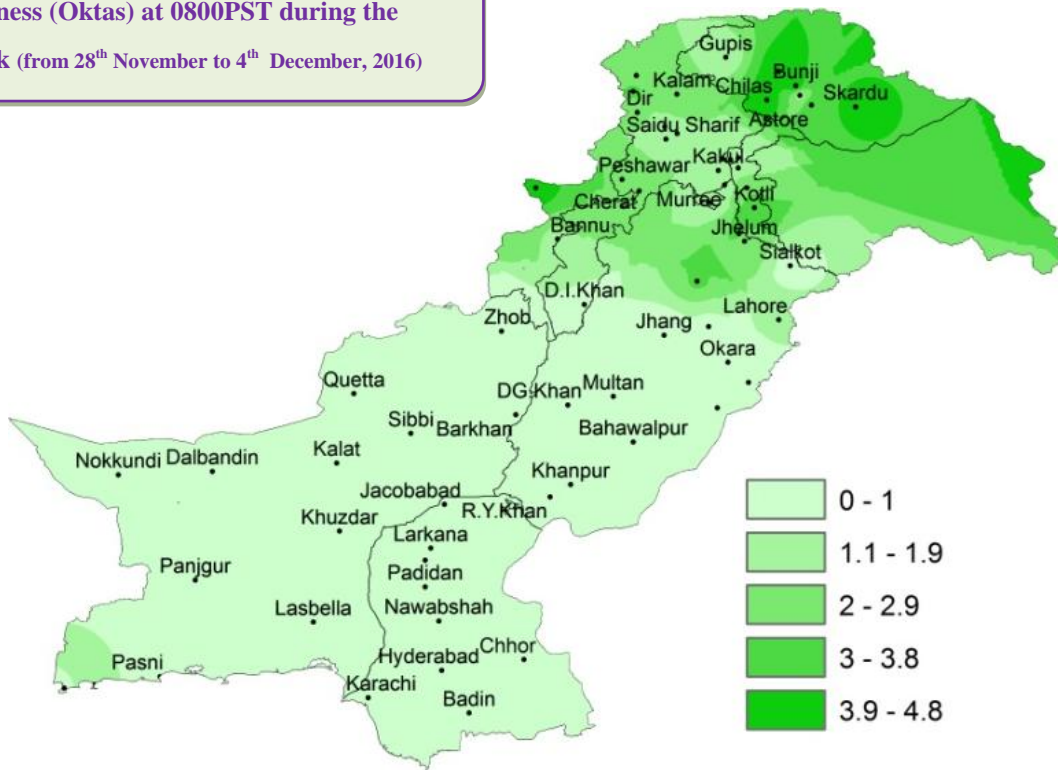 ness (Oktas) at 0800PST during the
k (from 28th November to 4th December, 2016)
Gupis
Bunji
Kalam
Chilas
Skardu
Dir
Saidu Sharif
Astore
Peshawar
Kakul
Cherat
Murree
Kotli
Bannu
Jhelum
Sialkot
D.I.Khan
Zhob
Lahore
Jhang
Okara
Quetta
DG.Khan
Multan
Sibbi
Barkhan
Bahawalpur
Kalat
Nokkundi
Dalbandin
Khanpur
Jacobabad
R.Y.Khan
Khuzdar
Larkana
Panjgur
Padidan
Lasbella
Nawabshah
Chhor
Pasni
Hyderabad
Karachi
Badin
0 - 1
1.1 - 1.9
2 - 2.9
3 - 3.8
3.9 - 4.8